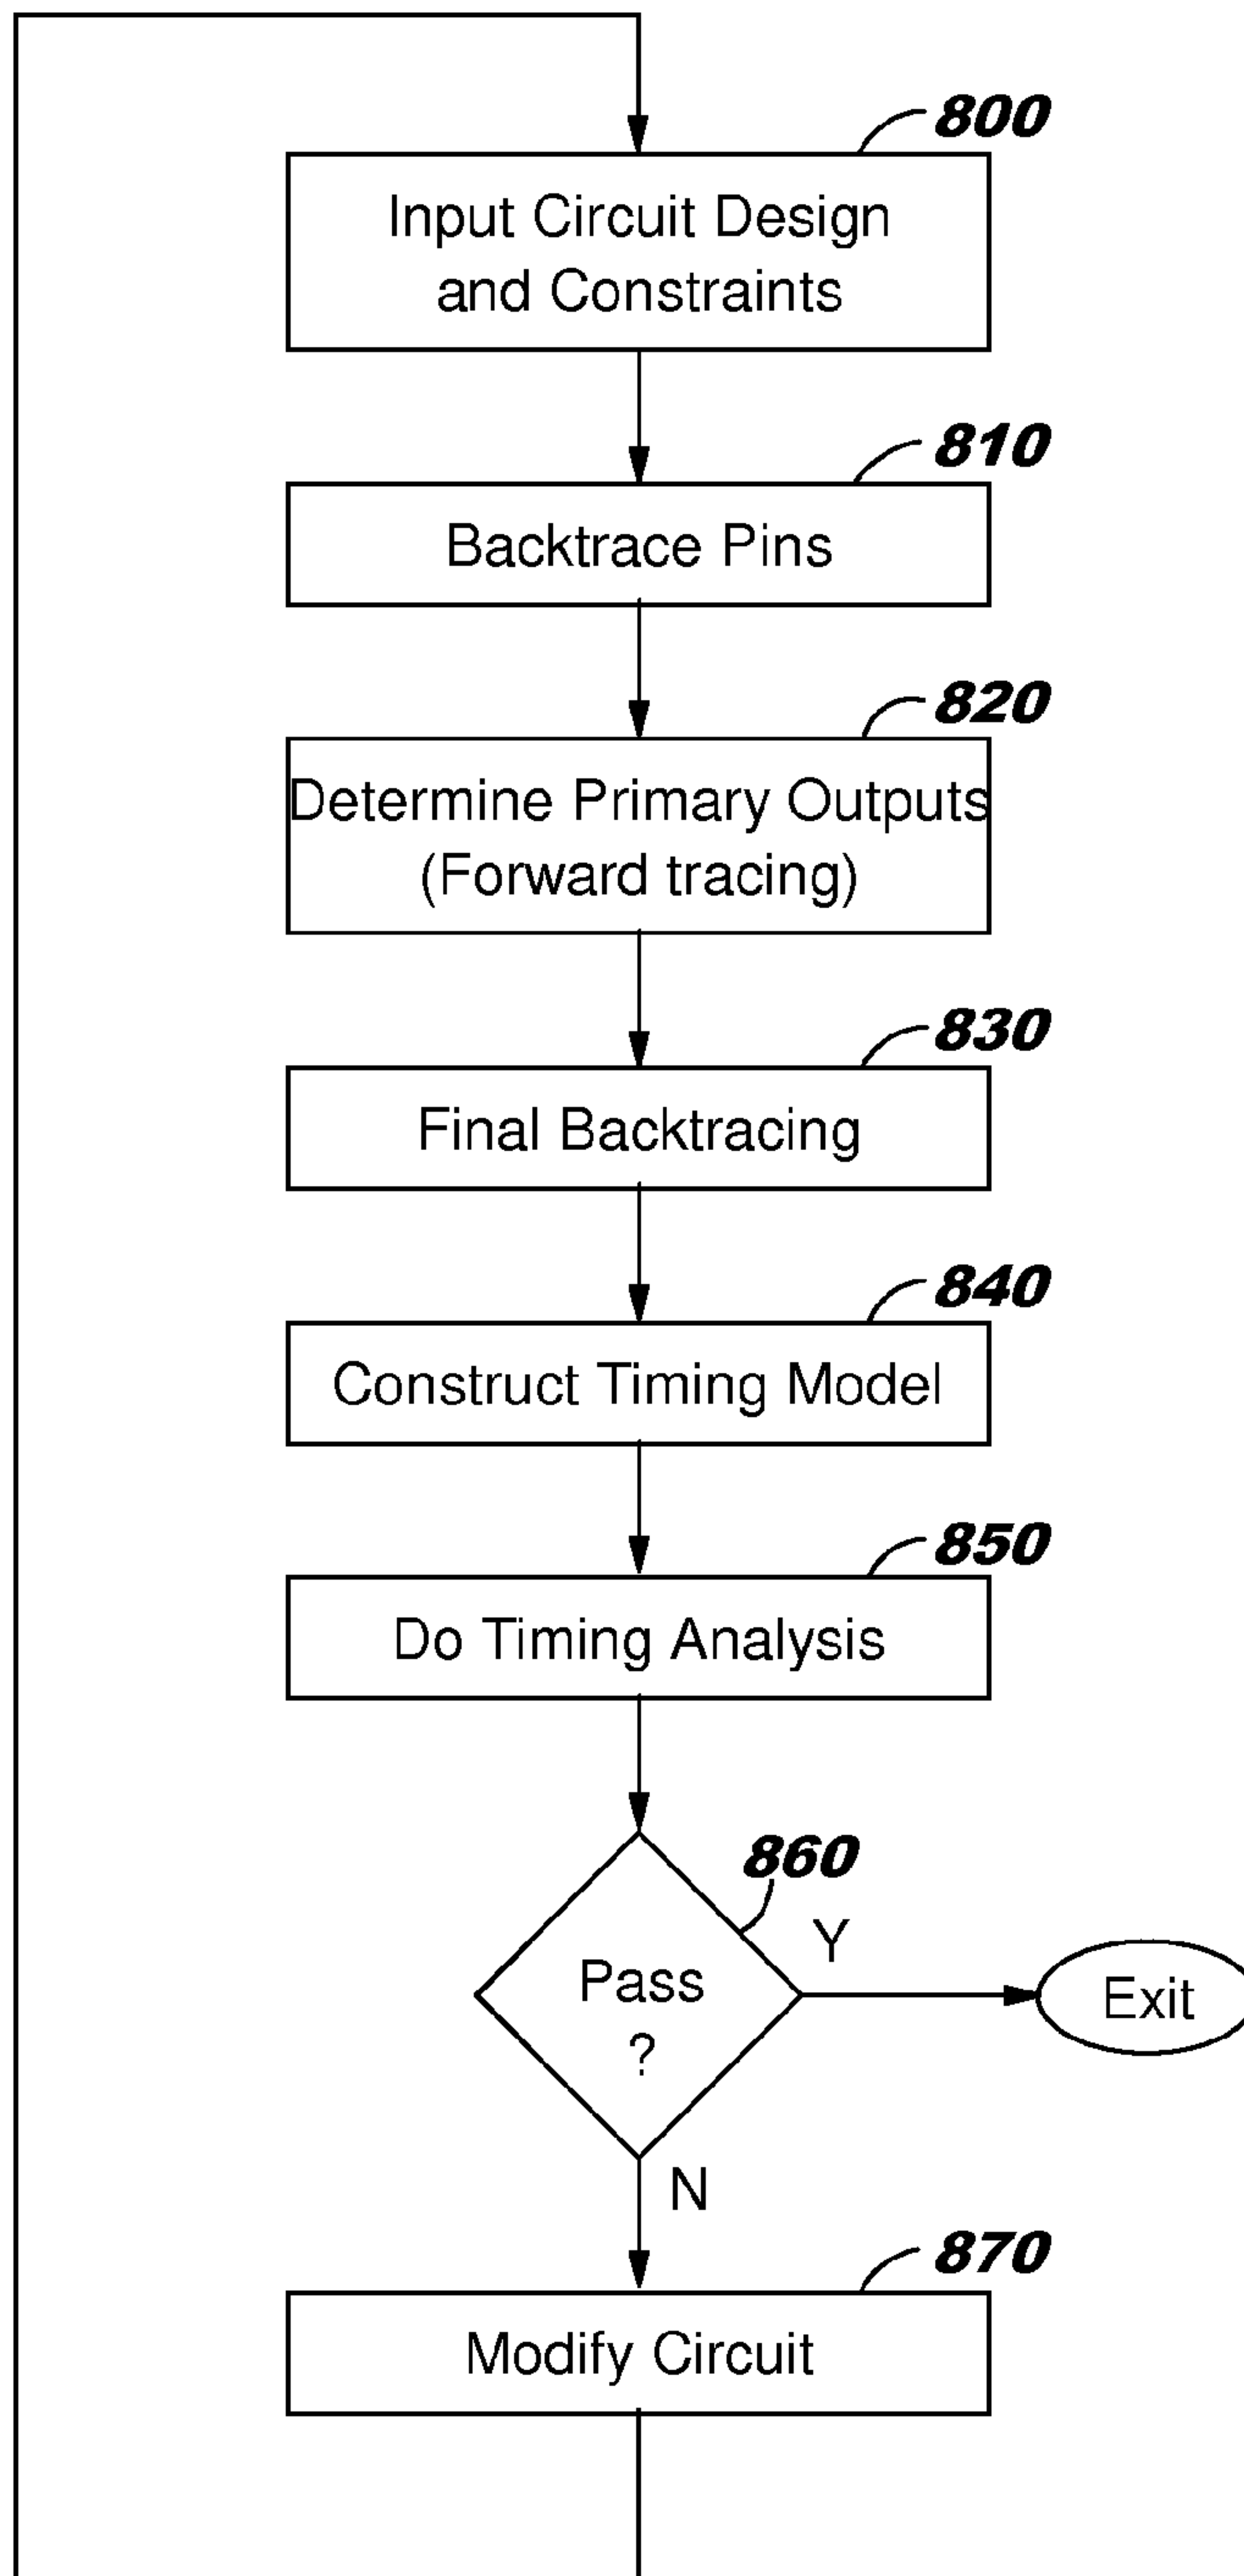 800
Input Circuit Design
and Constraints
810
Backtrace Pins
820
Determine Primary Outputs
(Forward tracing)
830
Final Backtracing
840
Construct Timing Model
850
Do Timing Analysis
860
Y
Pass
?
Exit
N
870
Modify Circuit